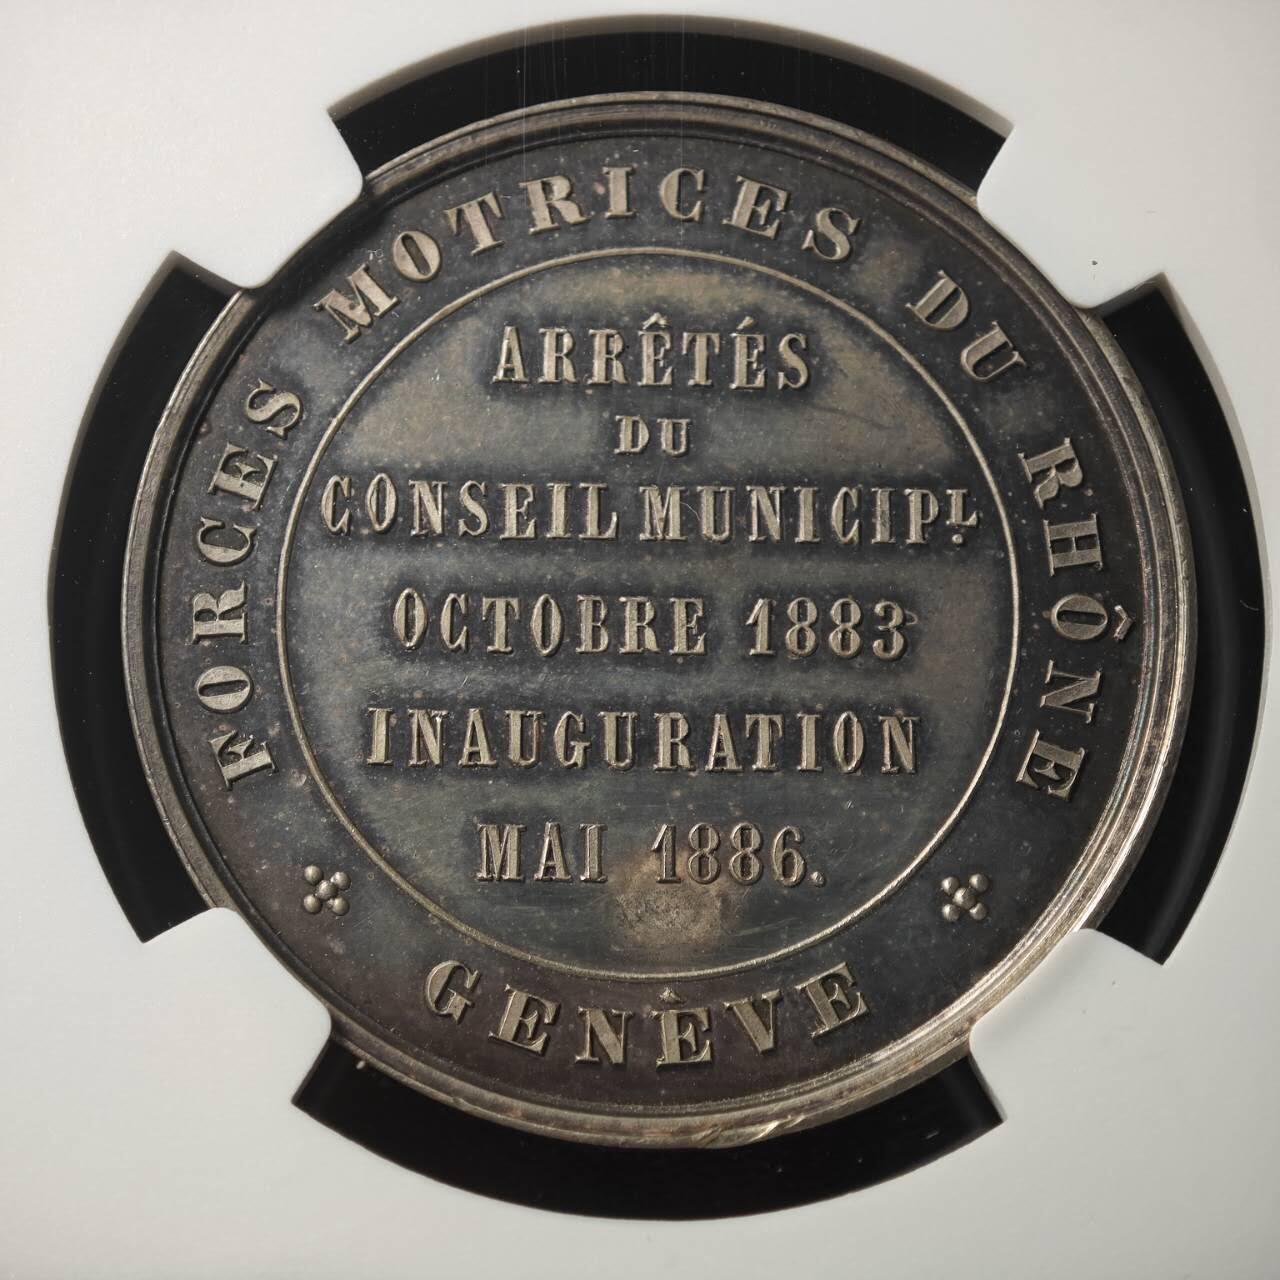 FORCES MOTRICES DU RHÔNE
ARRÊTÉS
DU
CONSEIL MUNICIPL.
OCTOBRE 1883
INAUGURATION
MAI 1886.
GENÈVE